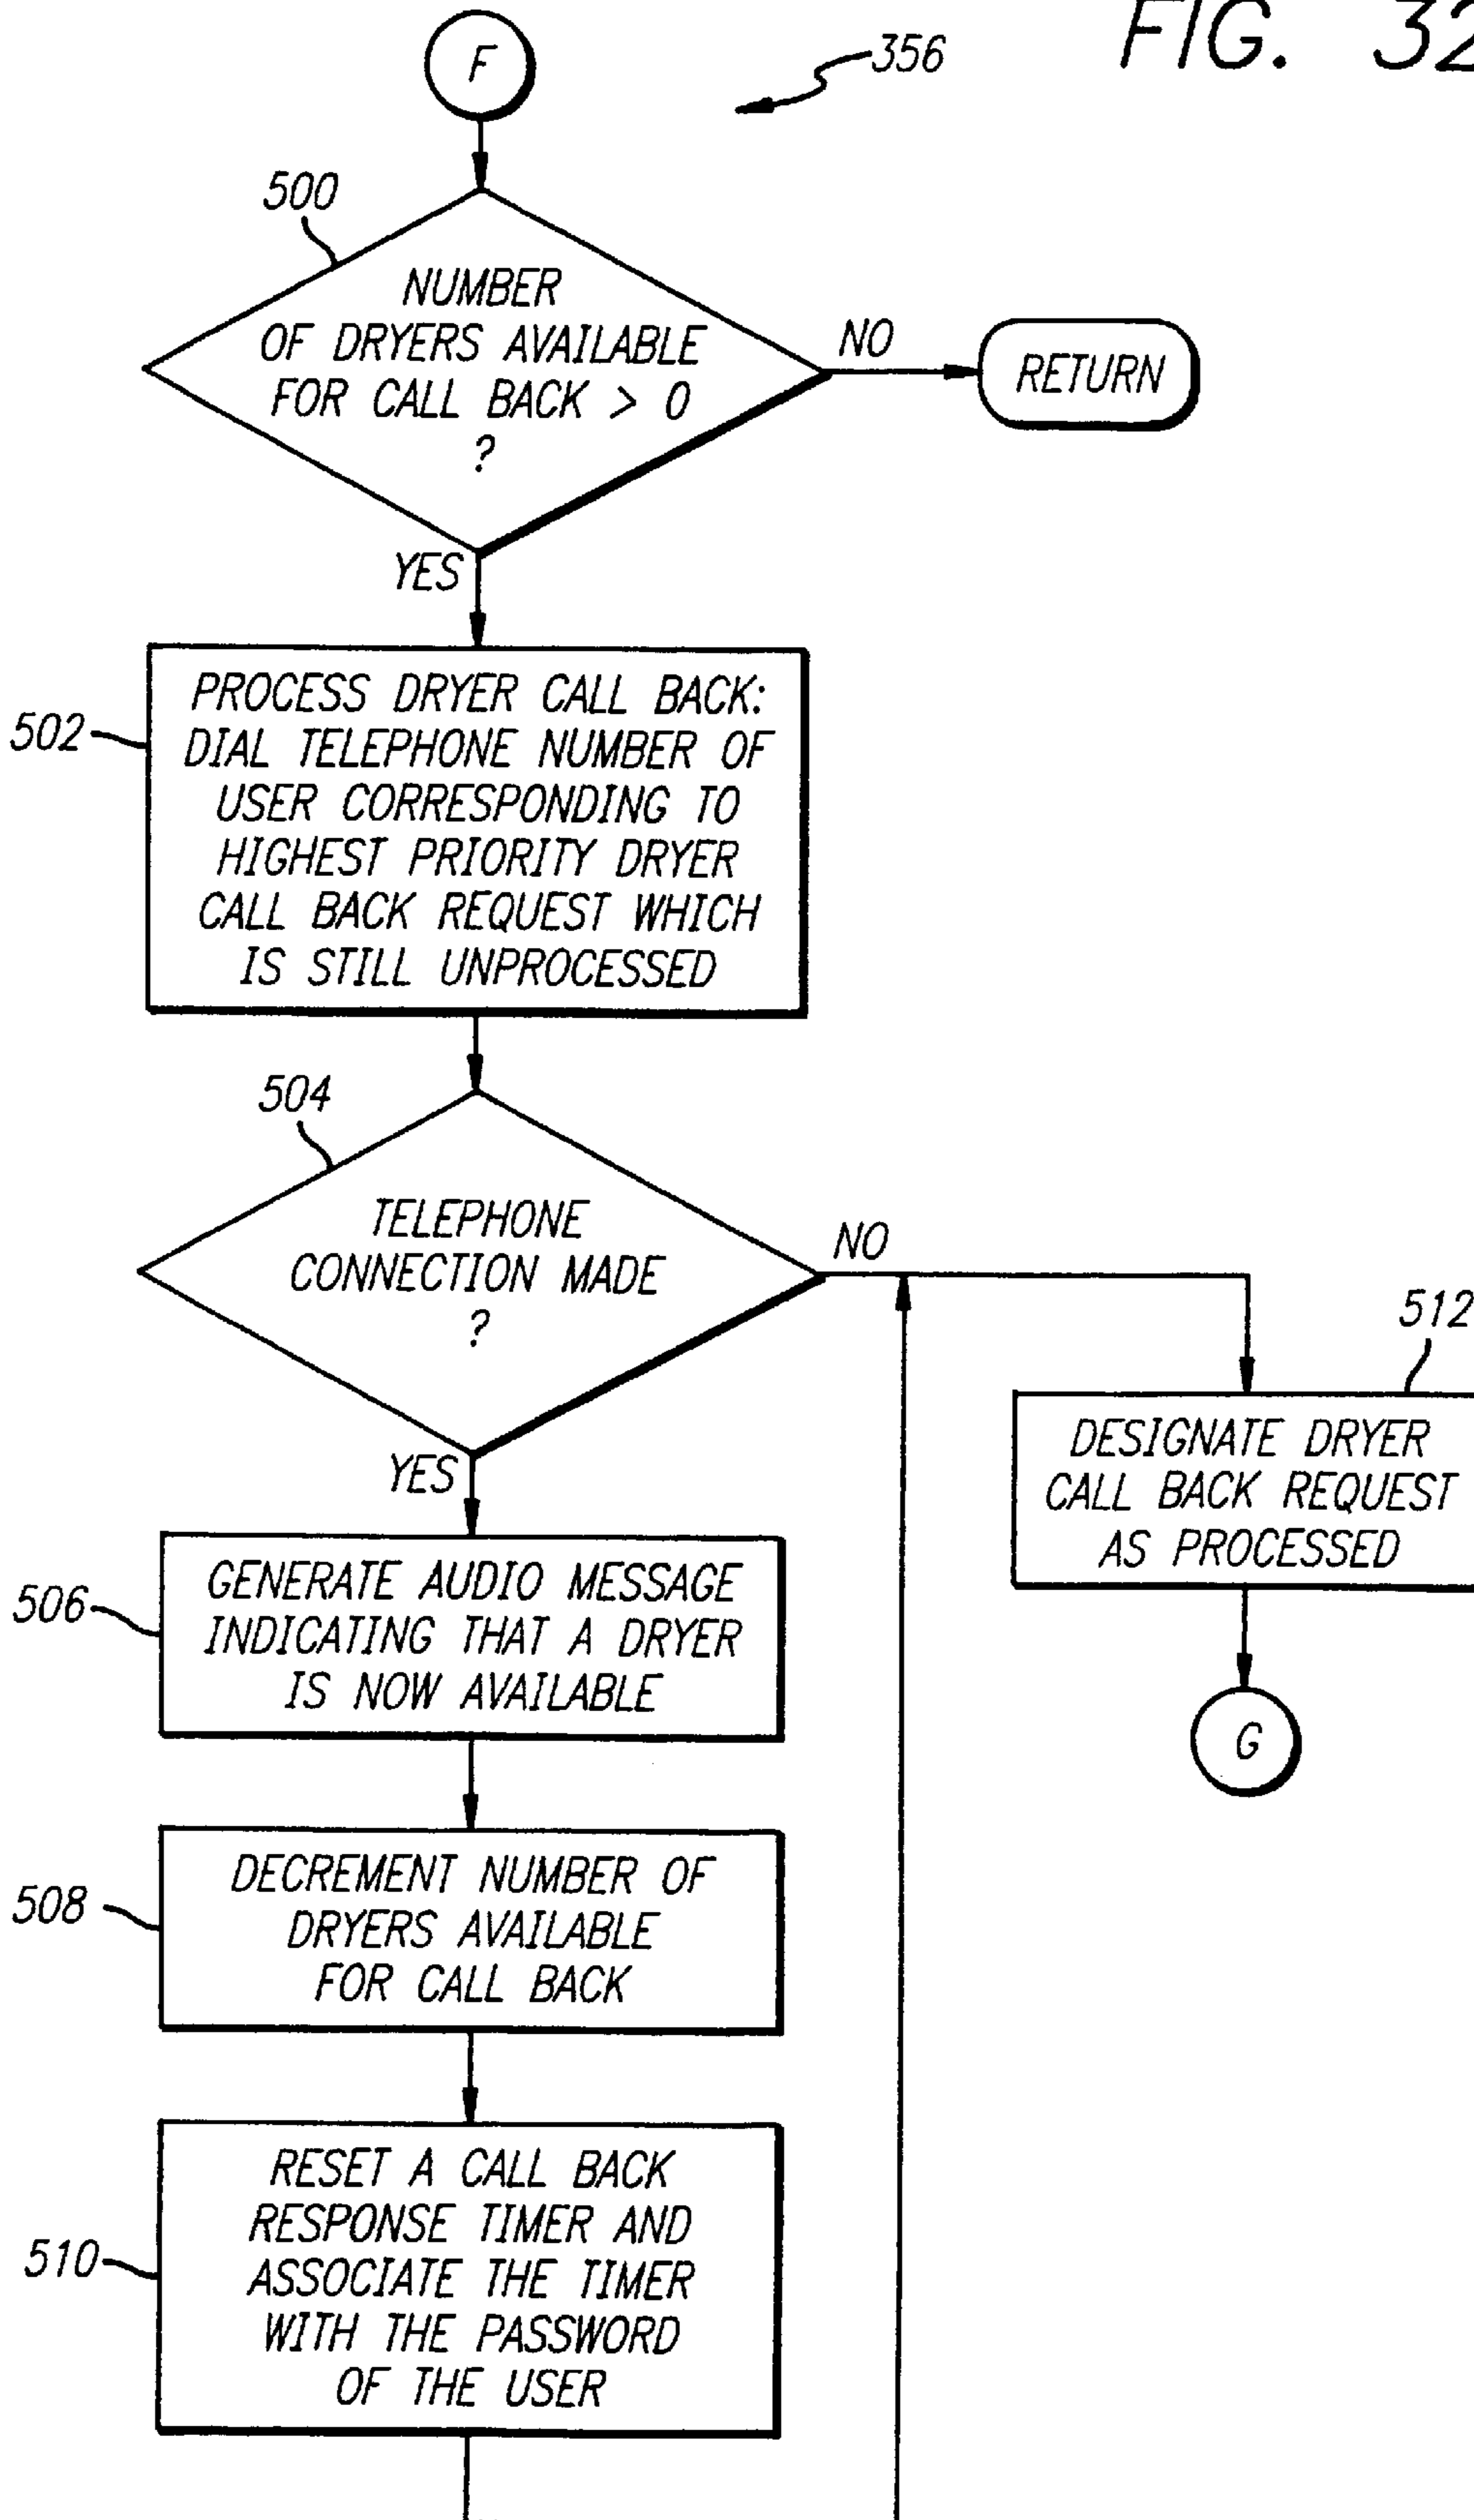 FIG. 32
F
356
500
NUMBER
OF DRYERS AVAILABLE
FOR CALL BACK > 0
?
NO
RETURN
YES
502
PROCESS DRYER CALL BACK:
DIAL TELEPHONE NUMBER OF
USER CORRESPONDING TO
HIGHEST PRIORITY DRYER
CALL BACK REQUEST WHICH
IS STILL UNPROCESSED
504
TELEPHONE
CONNECTION MADE
?
NO
YES
512
DESIGNATE DRYER
CALL BACK REQUEST
AS PROCESSED
G
506
GENERATE AUDIO MESSAGE
INDICATING THAT A DRYER
IS NOW AVAILABLE
508
DECREMENT NUMBER OF
DRYERS AVAILABLE
FOR CALL BACK
510
RESET A CALL BACK
RESPONSE TIMER AND
ASSOCIATE THE TIMER
WITH THE PASSWORD
OF THE USER